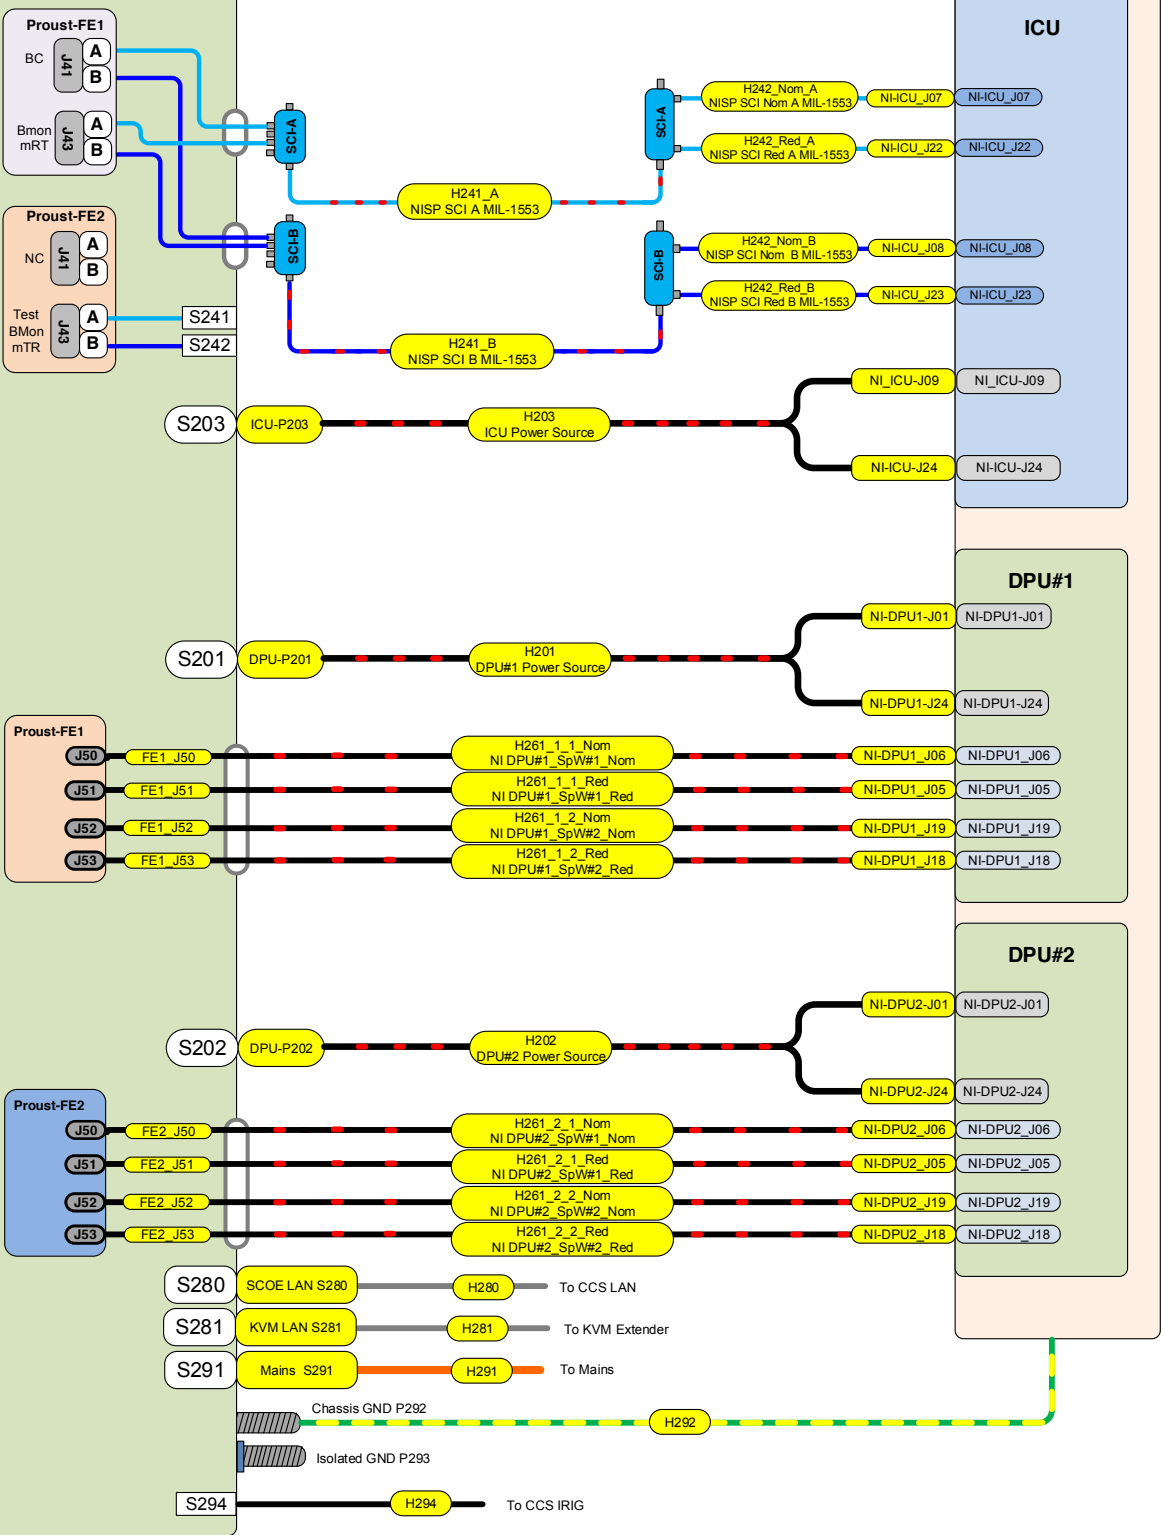 Proust-FE1
BC
J41
A
B
Bmon
mRT
J43
A
B
Proust-FE2
NC
J41
A
B
Test
BMon
mTR
J43
A
B
S241
S242
SCI-A
SCI-B
H241_A
NISP SCI A MIL-1553
H241_B
NISP SCI B MIL-1553
SCI-A
SCI-B
H242_Nom_A
NISP SCI Nom A MIL-1553
NI-ICU_J07
NI-ICU_J07
H242_Red_A
NISP SCI Red A MIL-1553
NI-ICU_J22
NI-ICU_J22
H242_Nom_B
NISP SCI Nom B MIL-1553
NI-ICU_J08
NI-ICU_J08
H242_Red_B
NISP SCI Red B MIL-1553
NI-ICU_J23
NI-ICU_J23
ICU
S203
ICU-P203
H203
ICU Power Source
NI_ICU-J09
NI_ICU-J09
NI-ICU-J24
NI-ICU-J24
DPU#1
S201
DPU-P201
H201
DPU#1 Power Source
NI-DPU1-J01
NI-DPU1-J01
NI-DPU1-J24
NI-DPU1-J24
Proust-FE1
J50
FE1_J50
H261_1_1_Nom
NI DPU#1_SpW#1_Nom
NI-DPU1_J06
NI-DPU1_J06
J51
FE1_J51
H261_1_1_Red
NI DPU#1_SpW#1_Red
NI-DPU1_J05
NI-DPU1_J05
J52
FE1_J52
H261_1_2_Nom
NI DPU#1_SpW#2_Nom
NI-DPU1_J19
NI-DPU1_J19
J53
FE1_J53
H261_1_2_Red
NI DPU#1_SpW#2_Red
NI-DPU1_J18
NI-DPU1_J18
DPU#2
S202
DPU-P202
H202
DPU#2 Power Source
NI-DPU2-J01
NI-DPU2-J01
NI-DPU2-J24
NI-DPU2-J24
Proust-FE2
J50
FE2_J50
H261_2_1_Nom
NI DPU#2_SpW#1_Nom
NI-DPU2_J06
NI-DPU2_J06
J51
FE2_J51
H261_2_1_Red
NI DPU#2_SpW#1_Red
NI-DPU2_J05
NI-DPU2_J05
J52
FE2_J52
H261_2_2_Nom
NI DPU#2_SpW#2_Nom
NI-DPU2_J19
NI-DPU2_J19
J53
FE2_J53
H261_2_2_Red
NI DPU#2_SpW#2_Red
NI-DPU2_J18
NI-DPU2_J18
S280
SCOE LAN S280
H280
To CCS LAN
S281
KVM LAN S281
H281
To KVM Extender
S291
Mains S291
H291
To Mains
Chassis GND P292
H292
Isolated GND P293
S294
H294
To CCS IRIG